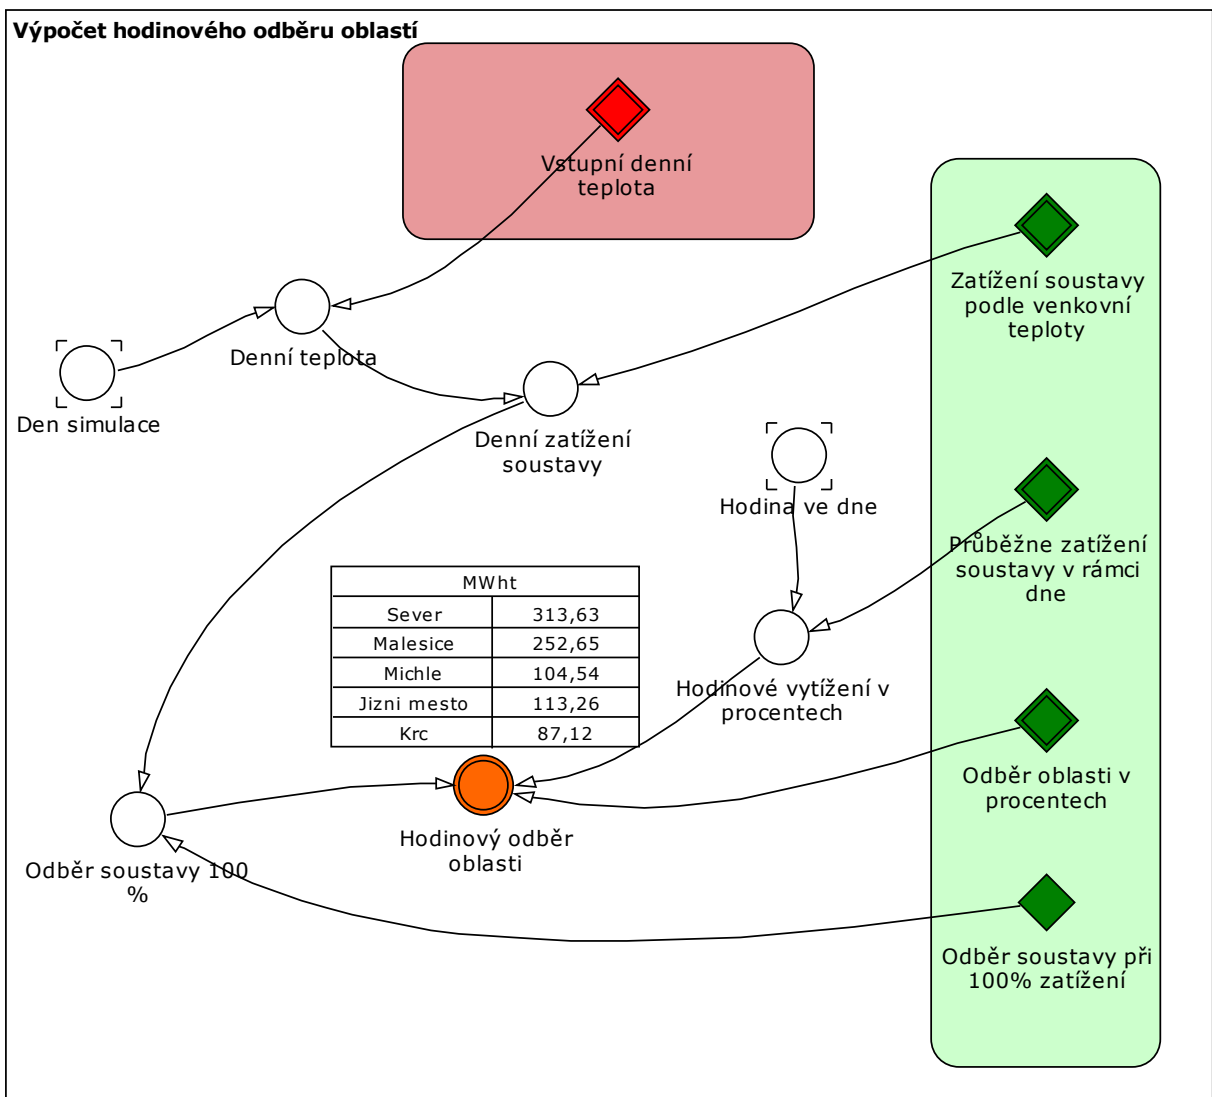 Výpočet hodinového odběru oblastí
Vstupní denní
teplota
Zatížení soustavy
podle venkovní
teploty
Denní teplota
Den simulace
Denní zatížení
soustavy
Hodina ve dne
Průběžne zatížení
soustavy v rámci
dne
MWht
Sever 313,63
Malesice 252,65
Michle 104,54
Jizni mesto 113,26
Krc 87,12
Hodinové vytížení v
procentech
Odběr oblasti v
procentech
Hodinový odběr
oblasti
Odběr soustavy 100
%
Odběr soustavy při
100% zatížení